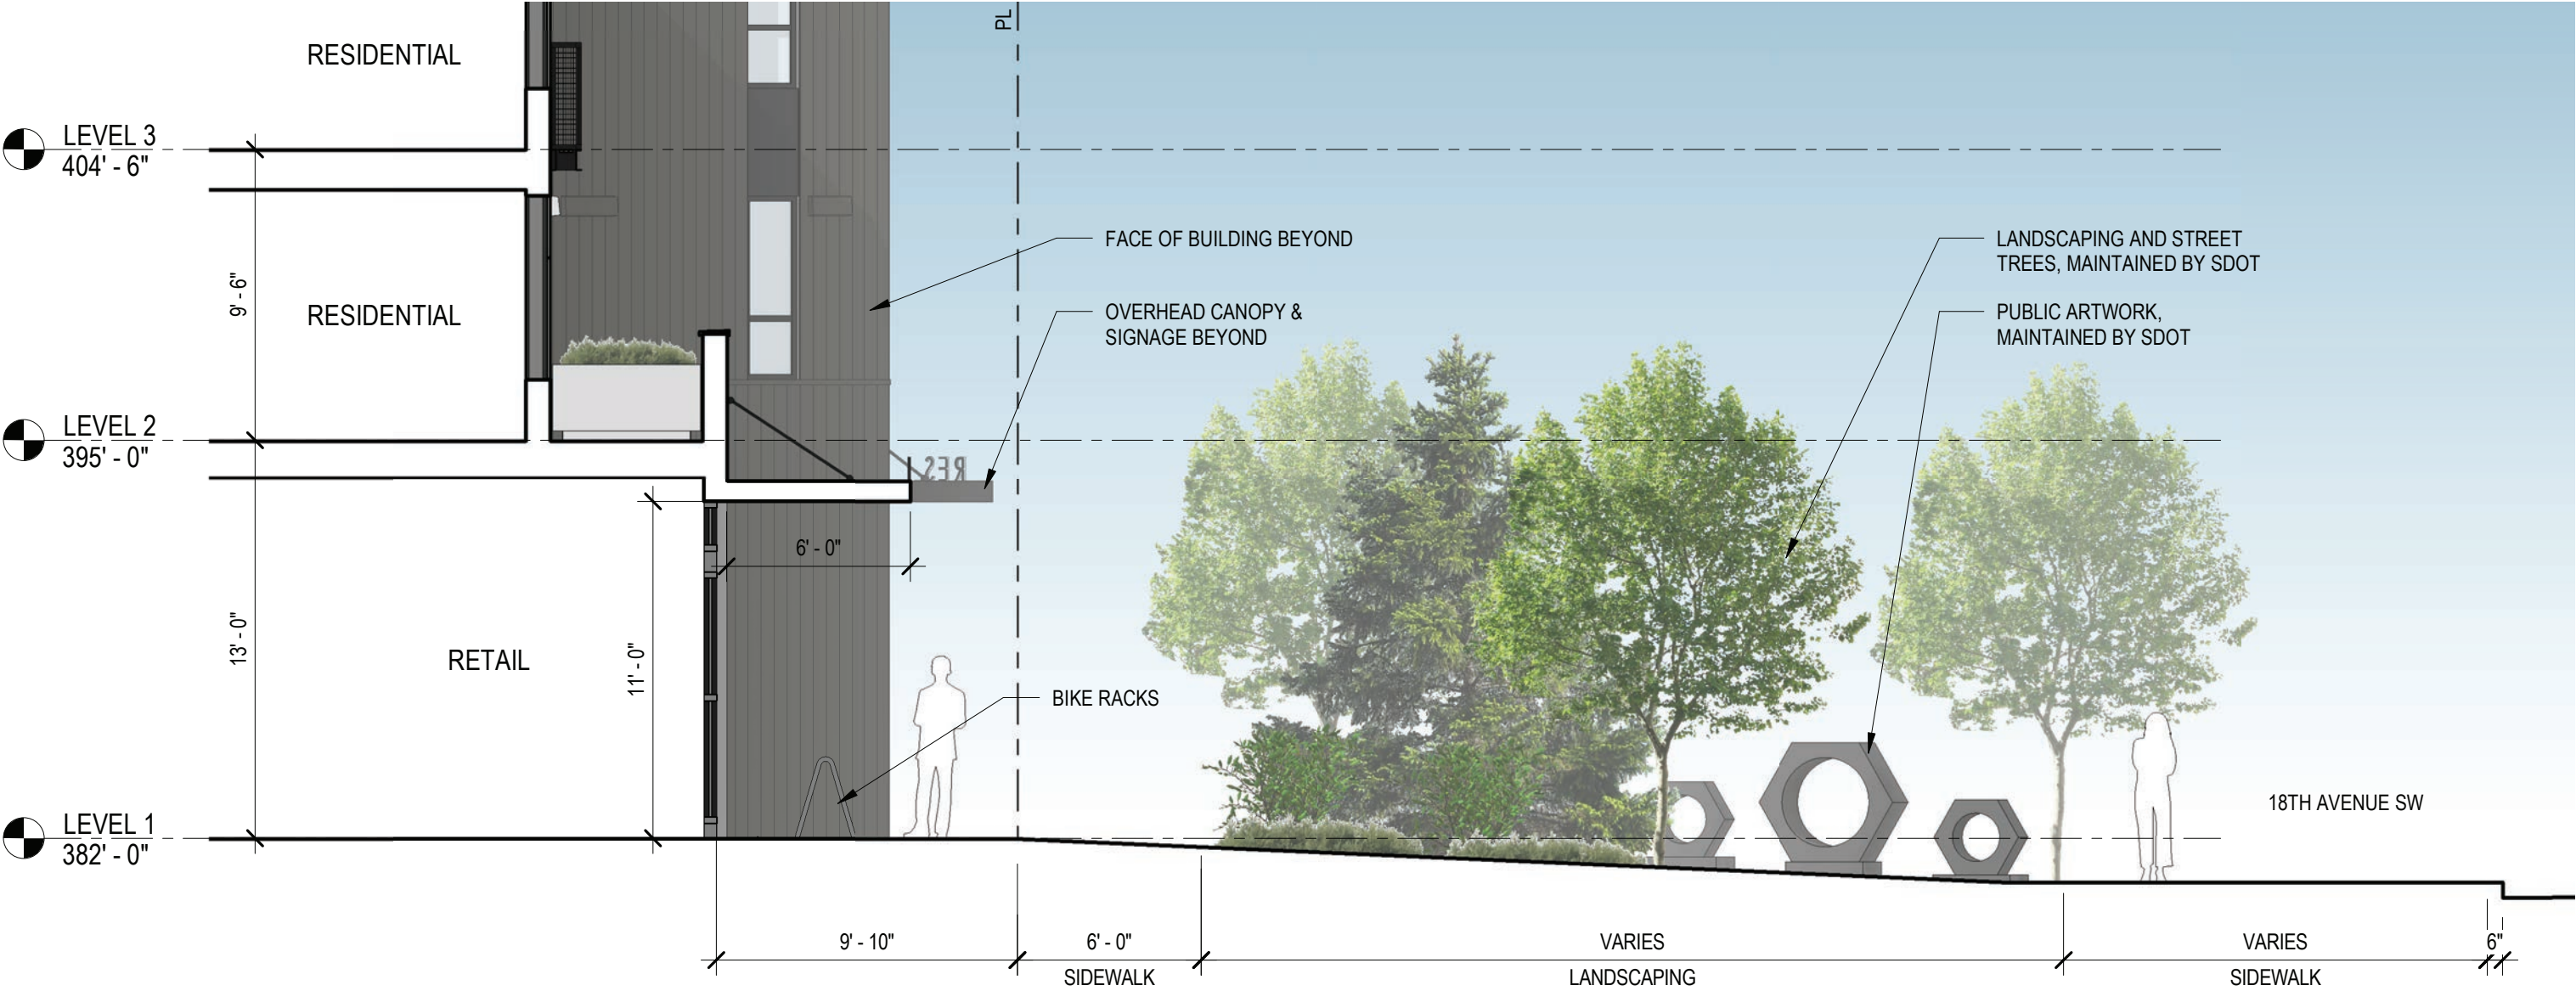 PL
RESIDENTIAL
LEVEL 3
404' - 6"
FACE OF BUILDING BEYOND
LANDSCAPING AND STREET
TREES, MAINTAINED BY SDOT
9' - 6"
RESIDENTIAL
OVERHEAD CANOPY &
SIGNAGE BEYOND
PUBLIC ARTWORK,
MAINTAINED BY SDOT
LEVEL 2
395' - 0"
RES
6' - 0"
13' - 0"
RETAIL
11' - 0"
BIKE RACKS
18TH AVENUE SW
LEVEL 1
382' - 0"
9' - 10"
6' - 0"
VARIES
VARIES
6"
SIDEWALK
LANDSCAPING
SIDEWALK